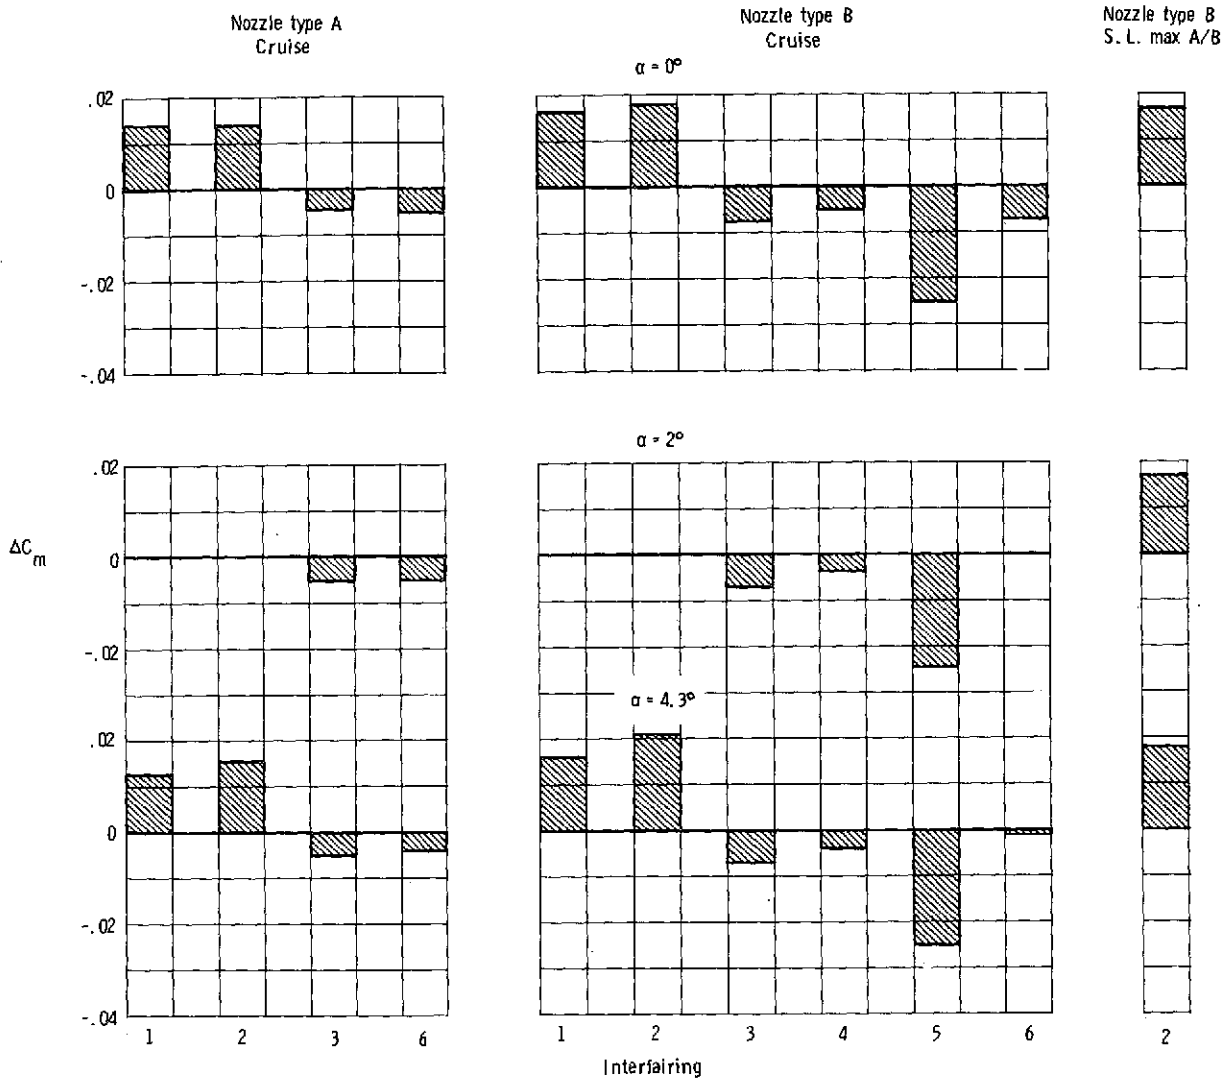 Nozzle type A
Cruise
Nozzle type B
Cruise
Nozzle type B
S. L. max A/B
α = 0°
.02
0
-.02
-.04
α = 2°
.02
0
-.02
ΔCm
α = 4.3°
.02
0
-.02
-.04
1 2 3 6
1 2 3 4 5 6
2
Interfairing